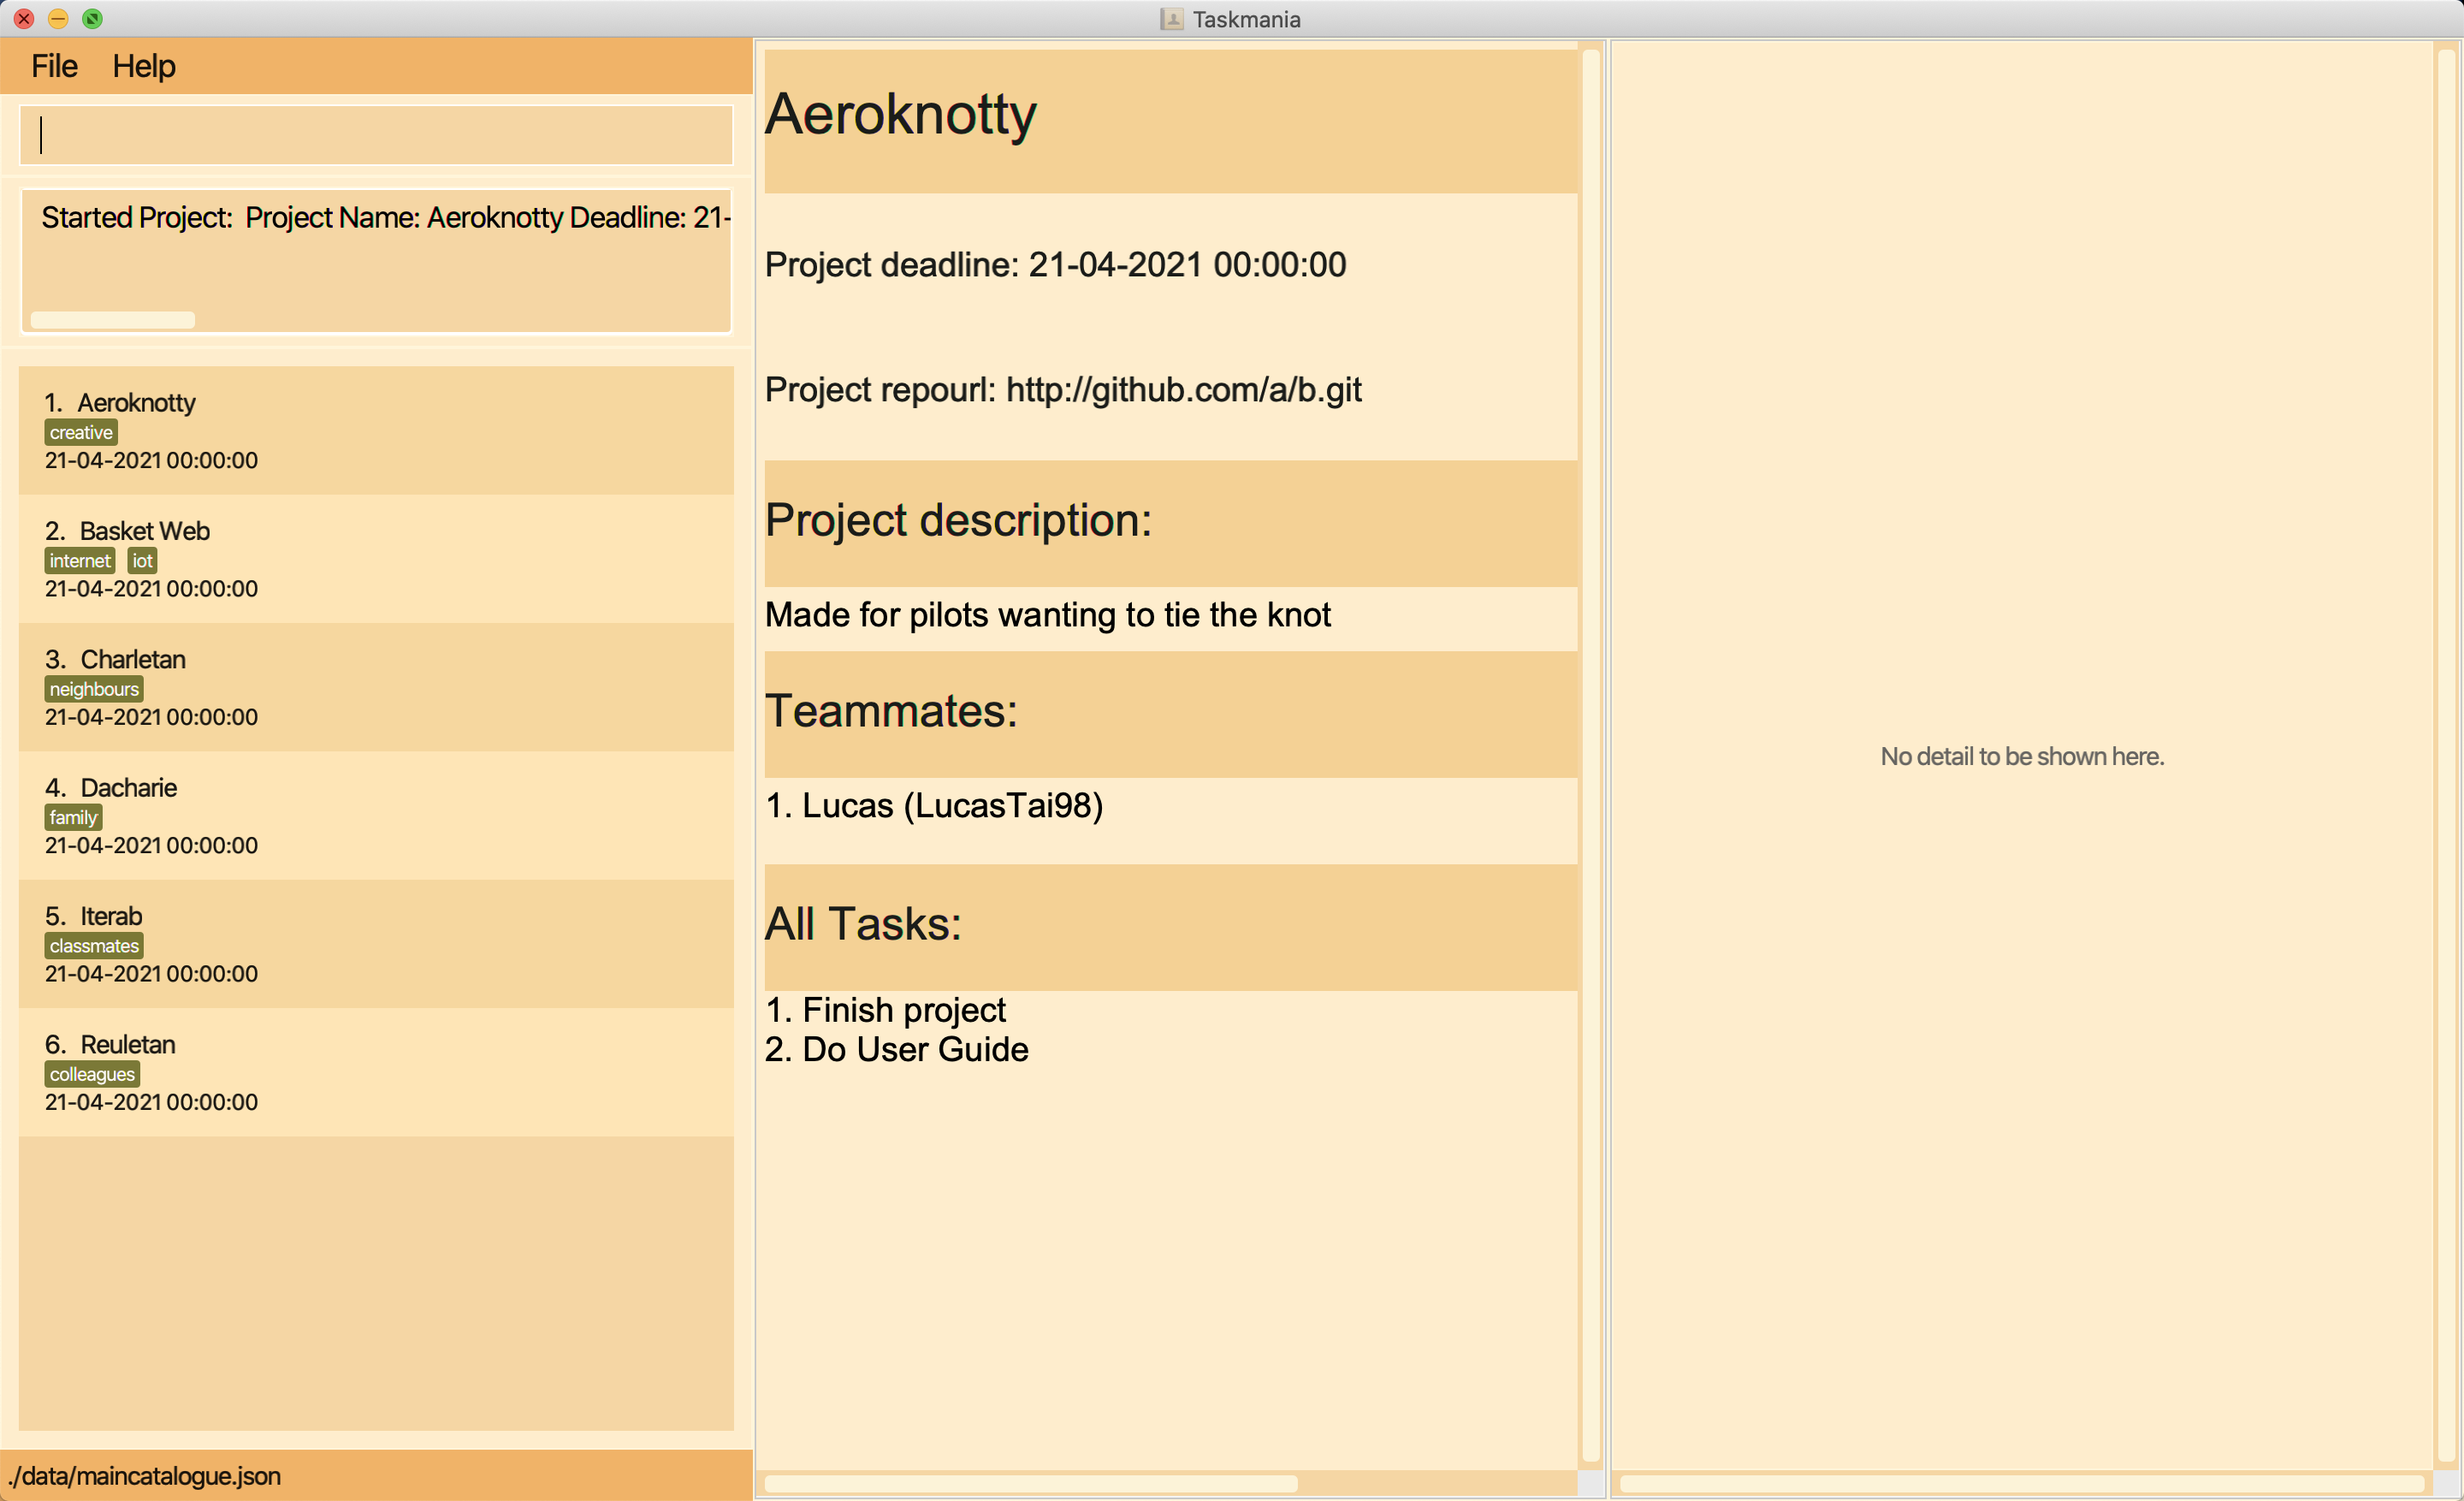 Taskmania
File Help
Started Project: Project Name: Aeroknotty Deadline: 21-
1. Aeroknotty
creative
21-04-2021 00:00:00
2. Basket Web
internet iot
21-04-2021 00:00:00
3. Charletan
neighbours
21-04-2021 00:00:00
4. Dacharie
family
21-04-2021 00:00:00
5. Iterab
classmates
21-04-2021 00:00:00
6. Reuletan
colleagues
21-04-2021 00:00:00
./data/maincatalogue.json
Aeroknotty
Project deadline: 21-04-2021 00:00:00
Project repourl: http://github.com/a/b.git
Project description:
Made for pilots wanting to tie the knot
Teammates:
1. Lucas (LucasTai98)
All Tasks:
1. Finish project
2. Do User Guide
No detail to be shown here.